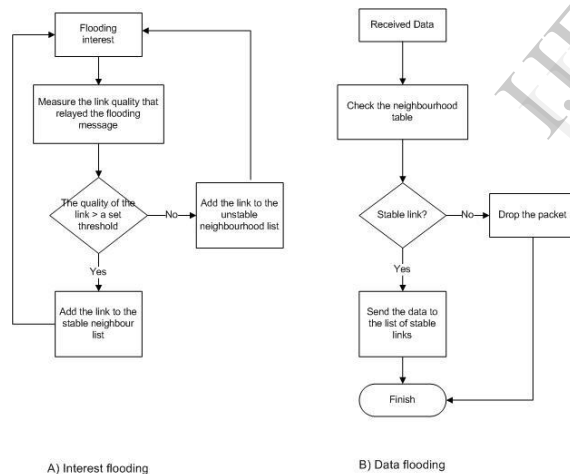 Flooding
interest
Measure the link quality that
relayed the flooding
message
The quality of the
link > a set
threshold
No
Add the link to the
unstable
neighbourhood list
Yes
Add the link to the
stable neighbour
list
A) Interest flooding
Received Data
Check the neighbourhood
table
Stable link?
No
Drop the packet
Yes
Send the data to
the list of stable
links
Finish
B) Data flooding